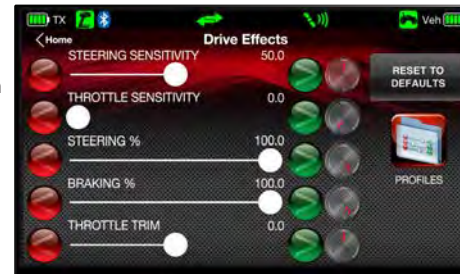 TX Veh
Home Drive Effects
STEERING SENSITIVITY 50.0
RESET TO
DEFAULTS
THROTTLE SENSITIVITY 0.0
STEERING % 100.0
BRAKING % 100.0
PROFILES
THROTTLE TRIM 0.0